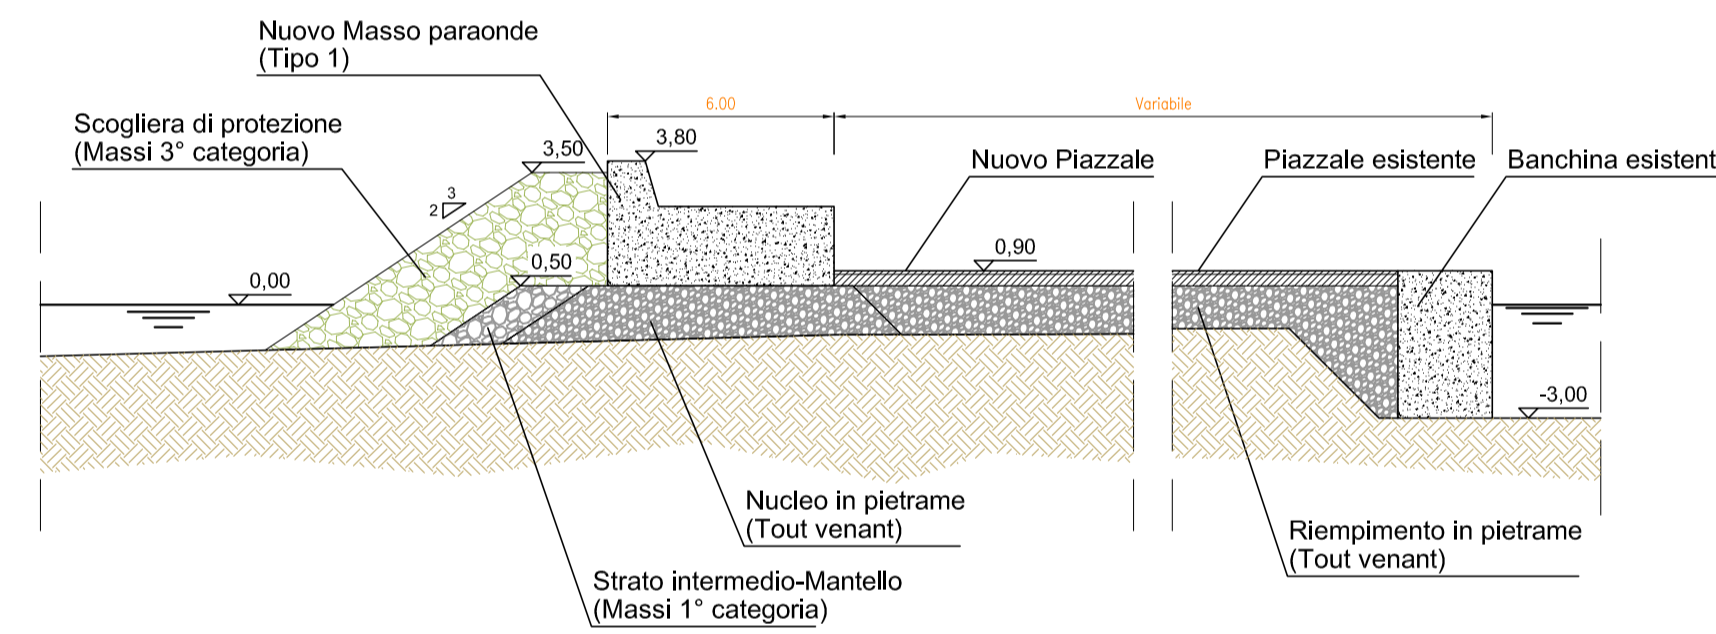 Nuovo Masso paraonde
(Tipo 1)
Scogliera di protezione
(Massi 3° categoria)
6.00
Variabile
3,80
3,50
Nuovo Piazzale
Piazzale esistente
Banchina esistent
3
2
0,90
0,50
0,00
-3,00
Nucleo in pietrame
(Tout venant)
Riempimento in pietrame
(Tout venant)
Strato intermedio-Mantello
(Massi 1° categoria)